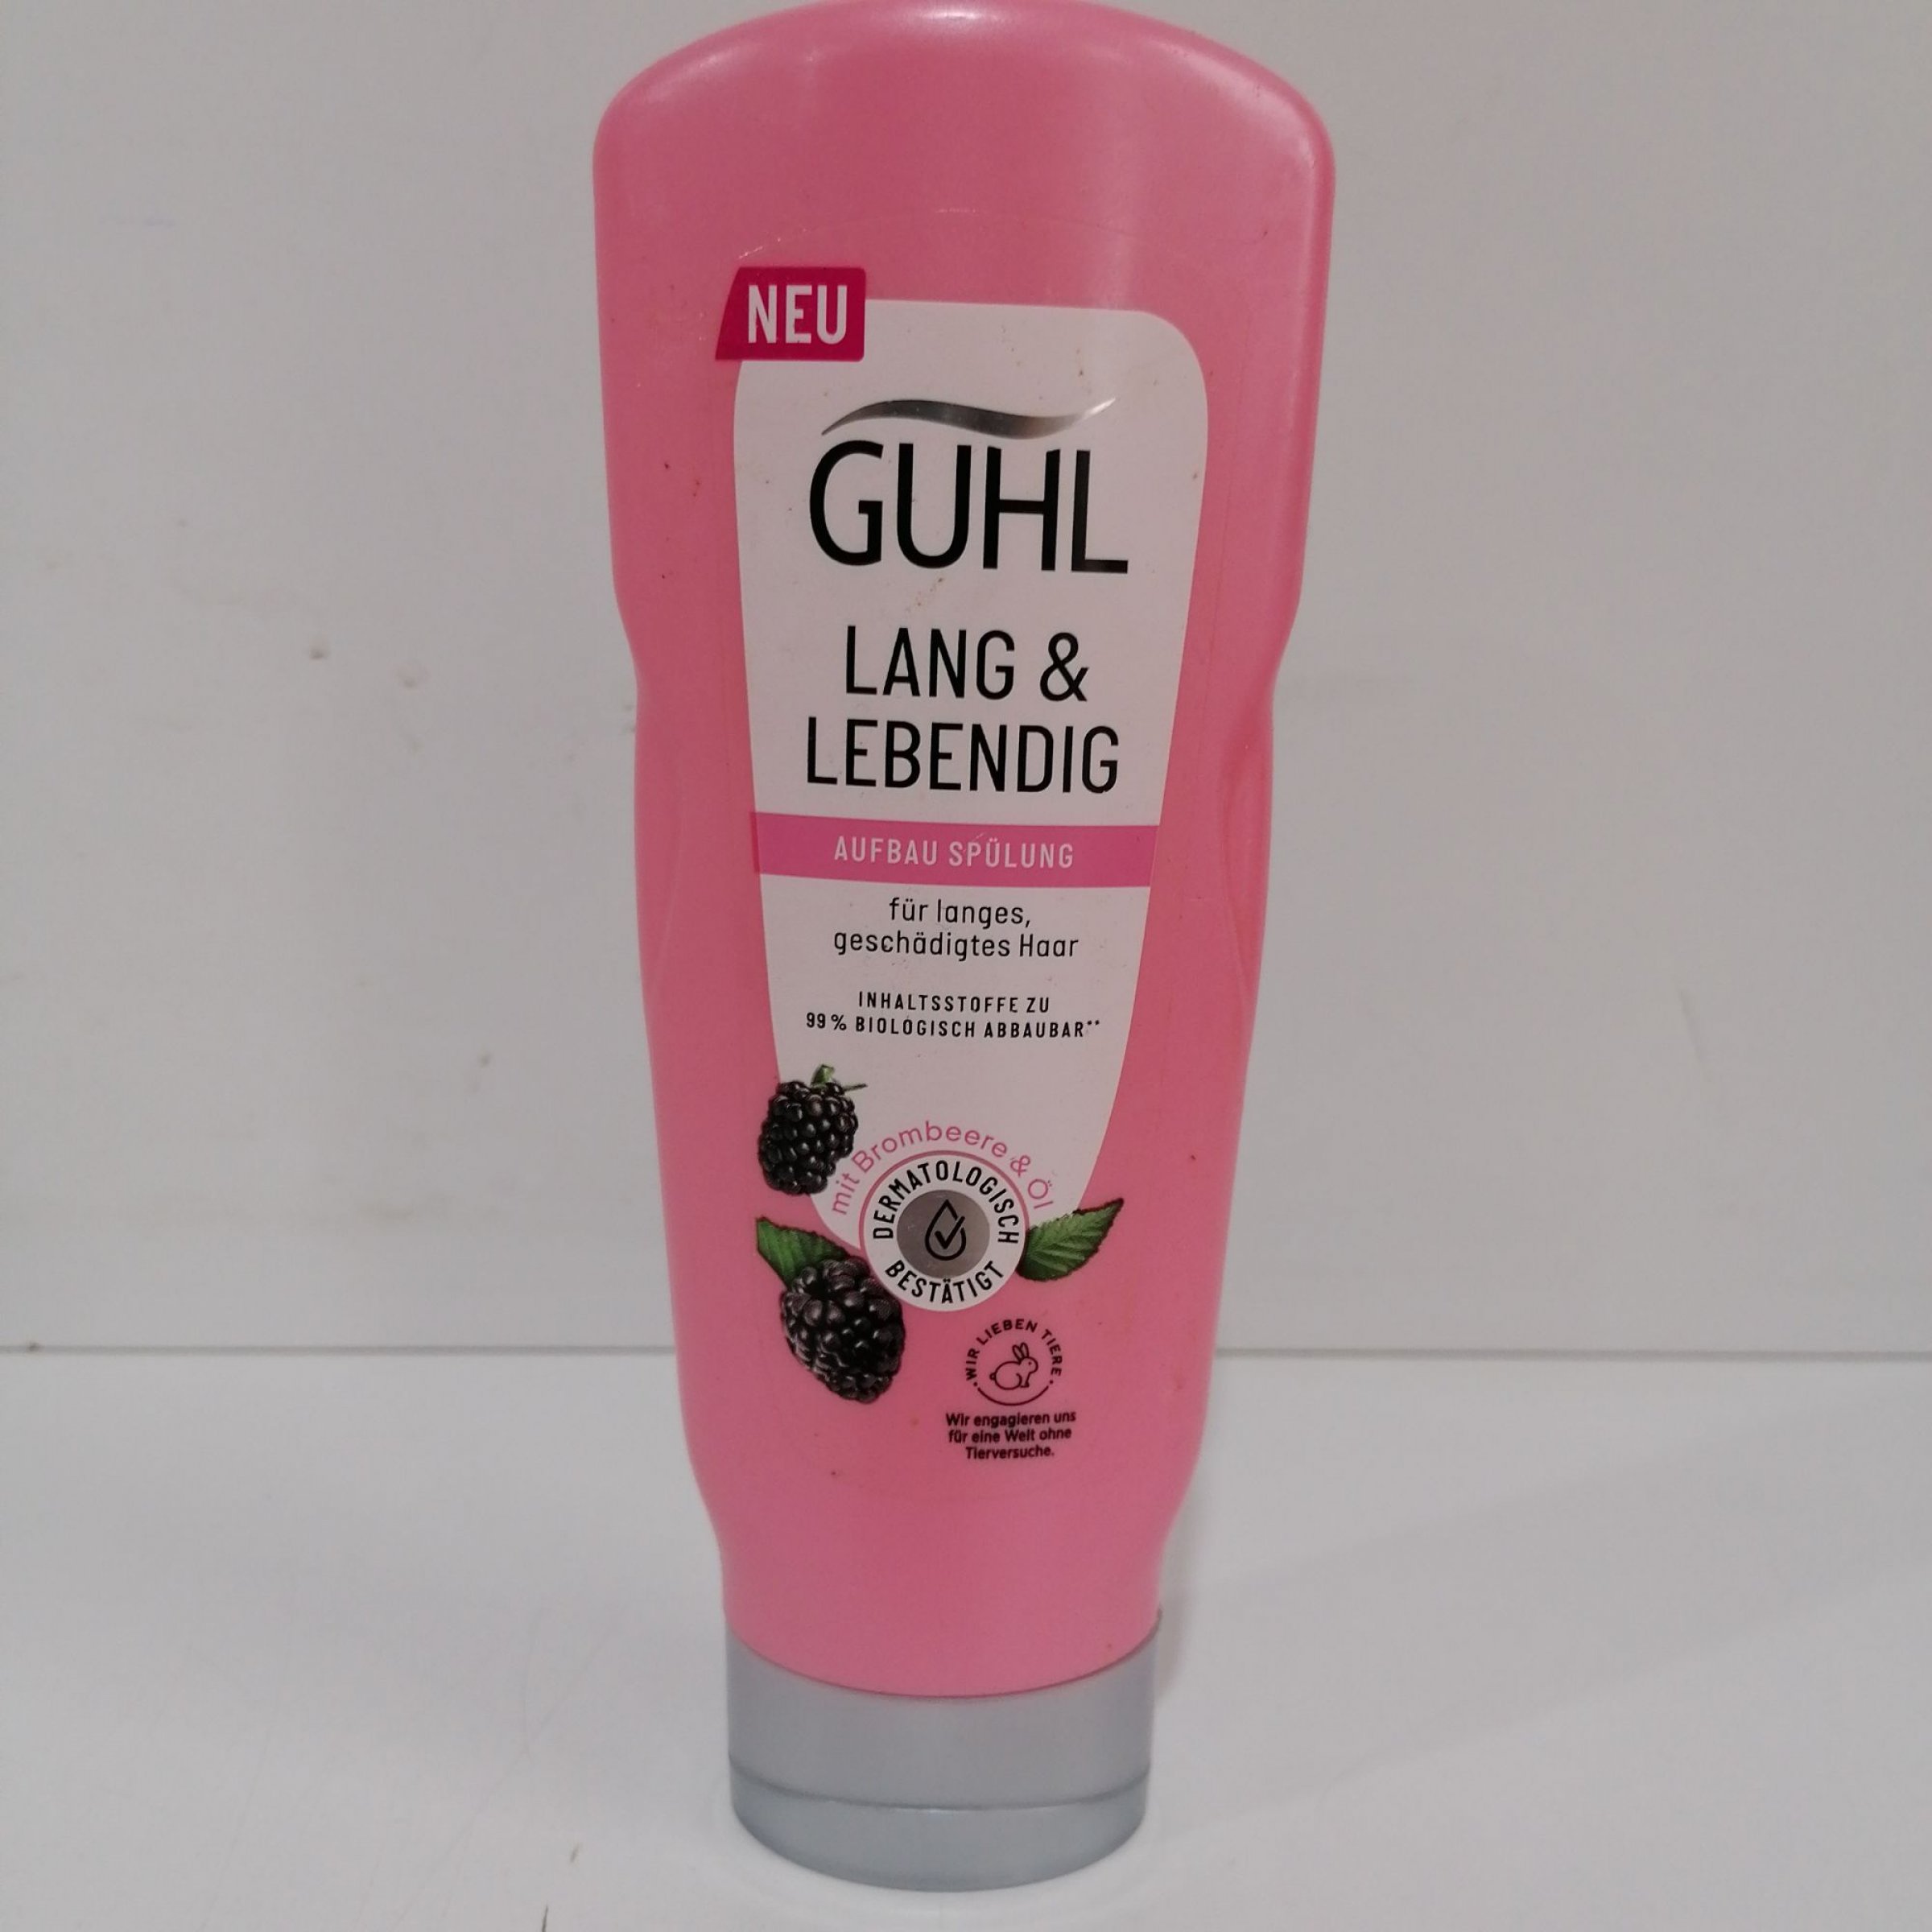 NEU
GUHL
LANG &
LEBENDIG
AUFBAU SPÜLUNG
für langes,
geschädigtes Haar
INHALTSSTOFFE ZU
99% BIOLOGISCH ABBAUBAR**
mit Brombeere & Öl
DERMATOLOGISCH
BESTÄTIGT
• WIR LIEBEN TIERE •
Wir engagieren uns
für eine Welt ohne
Tierversuche.